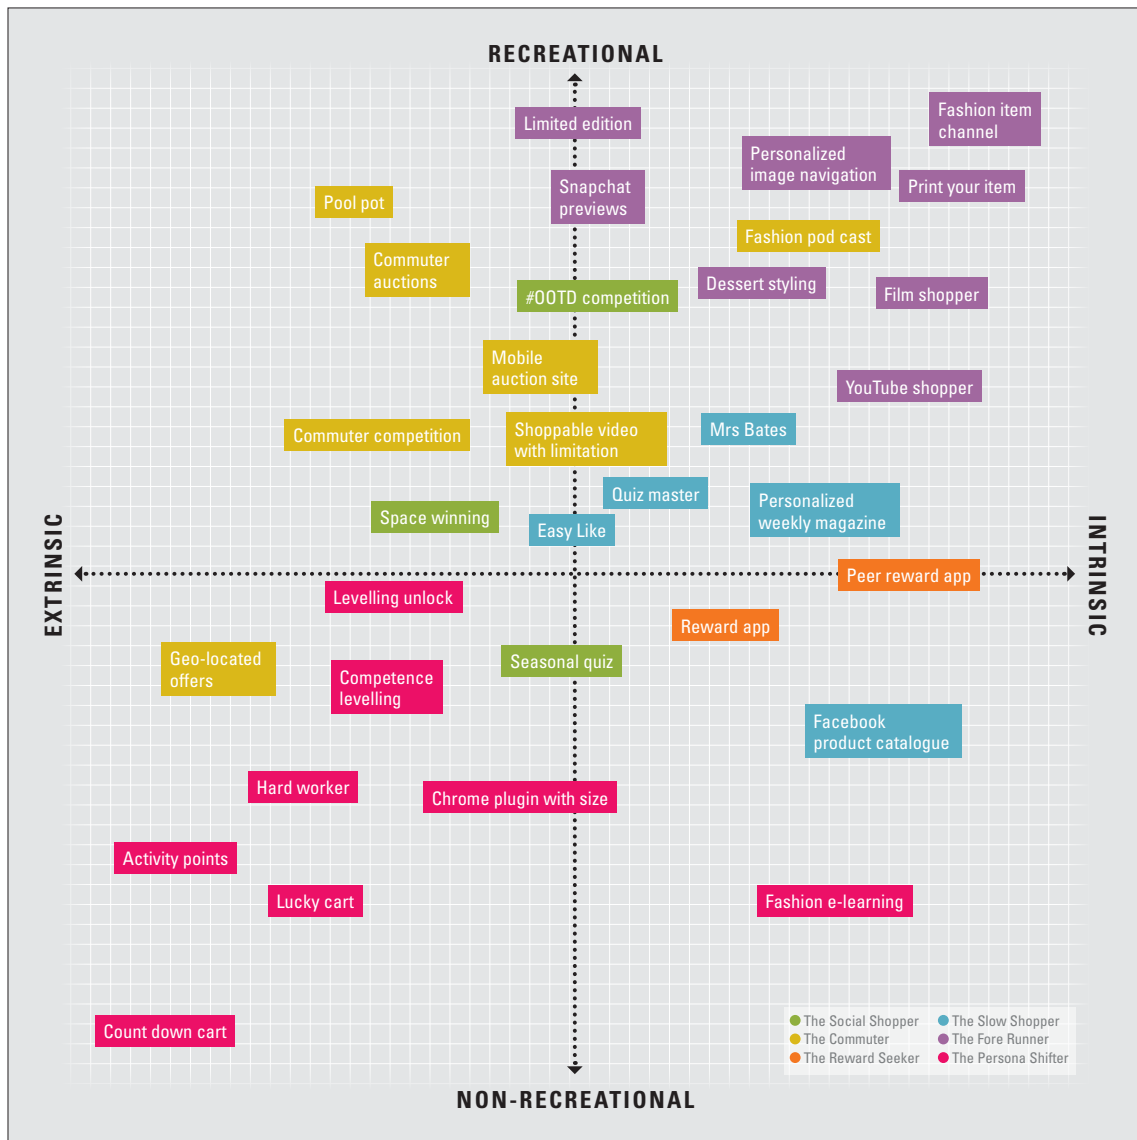 RECREATIONAL
Limited edition
Fashion item
channel
Personalized
image navigation
Snapchat
previews
Print your item
Pool pot
Fashion pod cast
Commuter
auctions
Dessert styling
#OOTD competition
Film shopper
Mobile
auction site
YouTube shopper
Commuter competition
Shoppable video
with limitation
Mrs Bates
Quiz master
Personalized
weekly magazine
Space winning
Easy Like
EXTRINSIC
INTRINSIC
Peer reward app
Levelling unlock
Reward app
Geo-located
offers
Seasonal quiz
Competence
levelling
Facebook
product catalogue
Hard worker
Chrome plugin with size
Activity points
Lucky cart
Fashion e-learning
Count down cart
The Social Shopper
The Slow Shopper
The Commuter
The Fore Runner
The Reward Seeker
The Persona Shifter
NON-RECREATIONAL